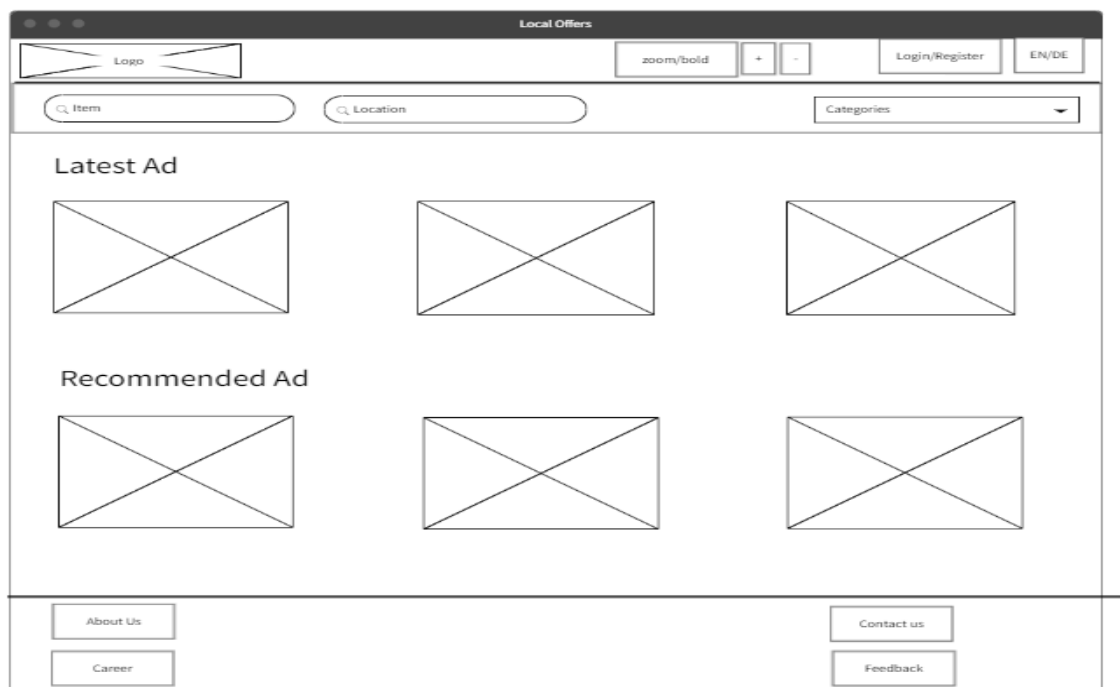 Local Offers
Logo
zoom/bold + -
Login/Register
EN/DE
Item
Location
Categories
Latest Ad
Recommended Ad
About Us
Contact us
Career
Feedback